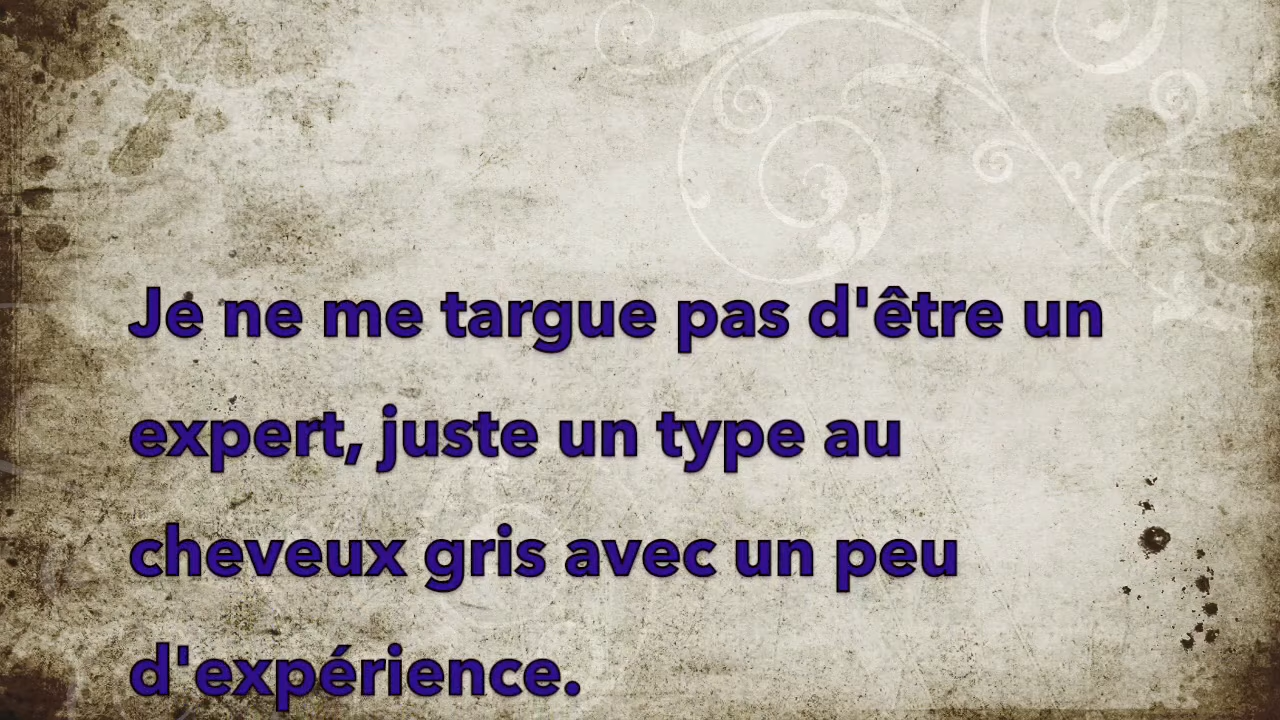 Je ne me targue pas d'être un
expert, juste un type au
cheveux gris avec un peu
d'expérience.